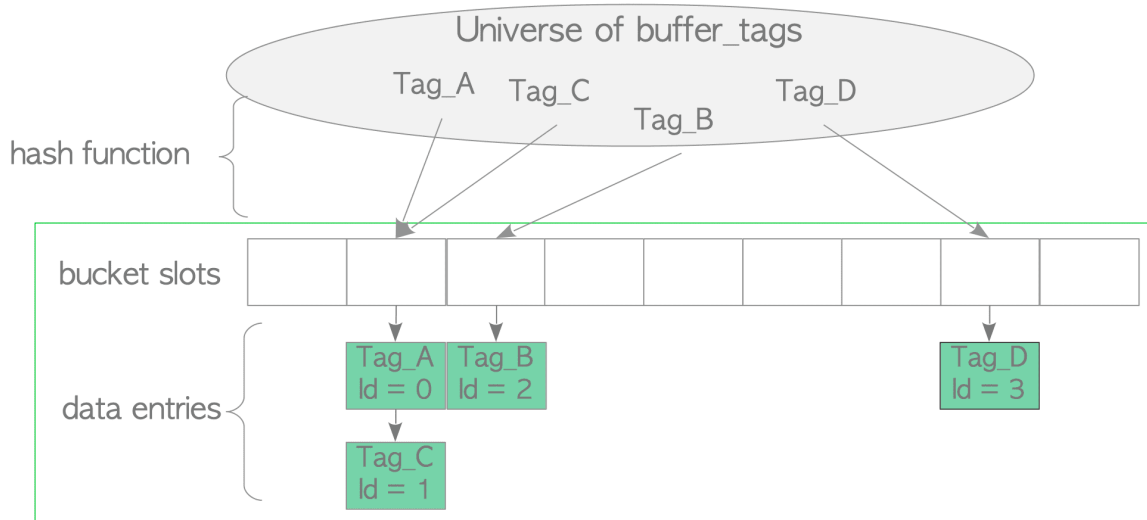 Universe of buffer_tags
Tag_A
Tag_C
Tag_B
Tag_D
hash function
bucket slots
data entries
Tag_A
Id = 0
Tag_B
Id = 2
Tag_D
Id = 3
Tag_C
Id = 1